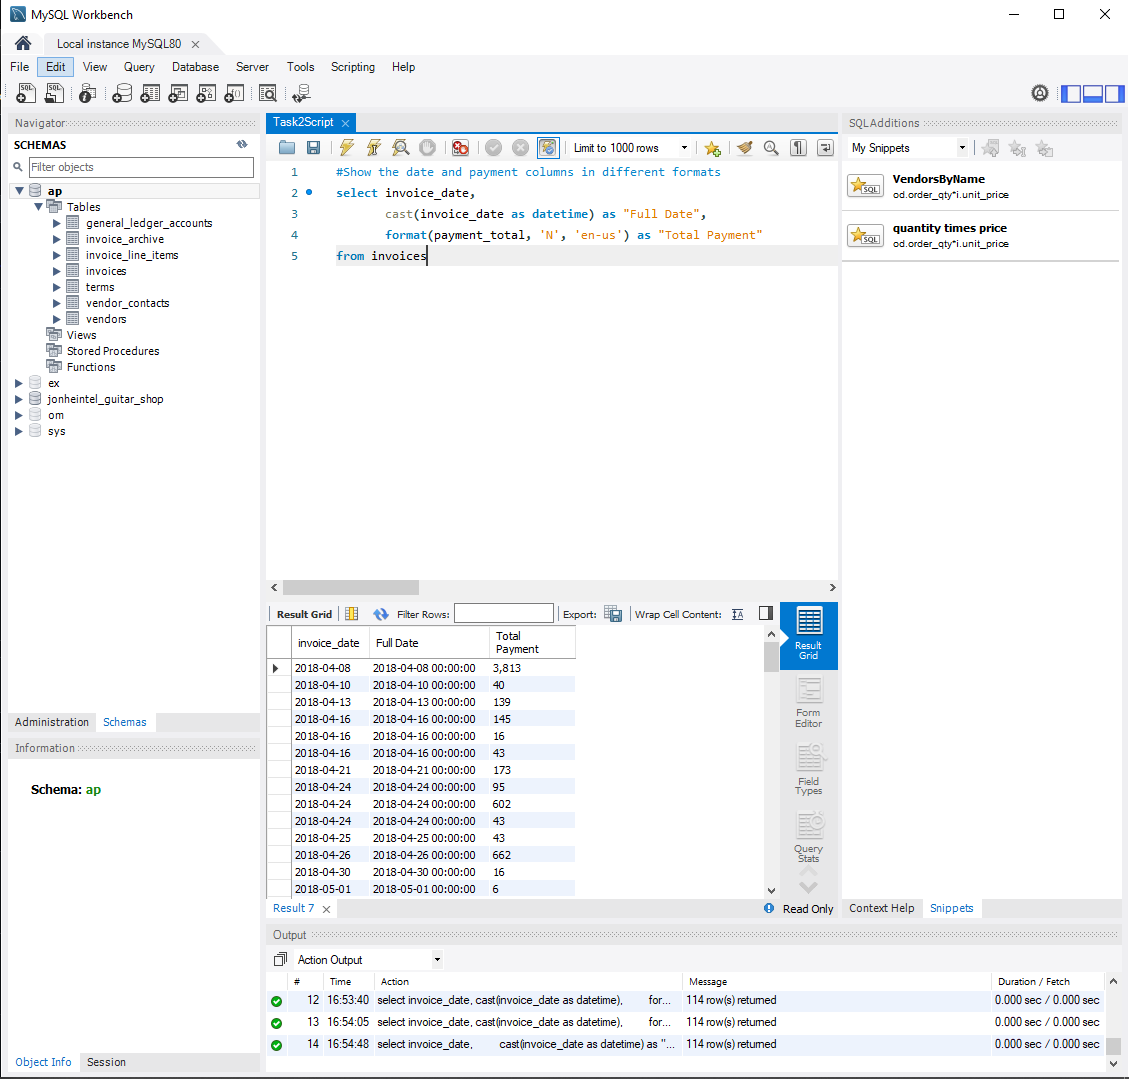 MySQL Workbench
Local instance MySQL80
File Edit View Query Database Server Tools Scripting Help
Navigator
SCHEMAS
Filter objects
ap
Tables
general_ledger_accounts
invoice_archive
invoice_line_items
invoices
terms
vendor_contacts
vendors
Views
Stored Procedures
Functions
ex
jonheintel_guitar_shop
om
sys
Administration Schemas
Information
Schema: ap
Object Info Session
Task2Script
Limit to 1000 rows
1 #Show the date and payment columns in different formats
2 select invoice_date,
3 cast(invoice_date as datetime) as "Full Date",
4 format(payment_total, 'N', 'en-us') as "Total Payment"
5 from invoices
Result Grid Filter Rows: Export: Wrap Cell Content:
invoice_date Full Date Total Payment
2018-04-08 2018-04-08 00:00:00 3,813
2018-04-10 2018-04-10 00:00:00 40
2018-04-13 2018-04-13 00:00:00 139
2018-04-16 2018-04-16 00:00:00 145
2018-04-16 2018-04-16 00:00:00 16
2018-04-16 2018-04-16 00:00:00 43
2018-04-21 2018-04-21 00:00:00 173
2018-04-24 2018-04-24 00:00:00 95
2018-04-24 2018-04-24 00:00:00 602
2018-04-24 2018-04-24 00:00:00 43
2018-04-25 2018-04-25 00:00:00 43
2018-04-26 2018-04-26 00:00:00 662
2018-04-30 2018-04-30 00:00:00 16
2018-05-01 2018-05-01 00:00:00 6
Result Grid
Form Editor
Field Types
Query Stats
Result 7
Read Only
SQLAdditions
My Snippets
SQL
VendorsByName
od.order_qty*i.unit_price
SQL
quantity times price
od.order_qty*i.unit_price
Context Help Snippets
Output
Action Output
# Time Action Message Duration / Fetch
12 16:53:40 select invoice_date, cast(invoice_date as datetime), for... 114 row(s) returned 0.000 sec / 0.000 sec
13 16:54:05 select invoice_date, cast(invoice_date as datetime), for... 114 row(s) returned 0.000 sec / 0.000 sec
14 16:54:48 select invoice_date, cast(invoice_date as datetime) as "... 114 row(s) returned 0.000 sec / 0.000 sec